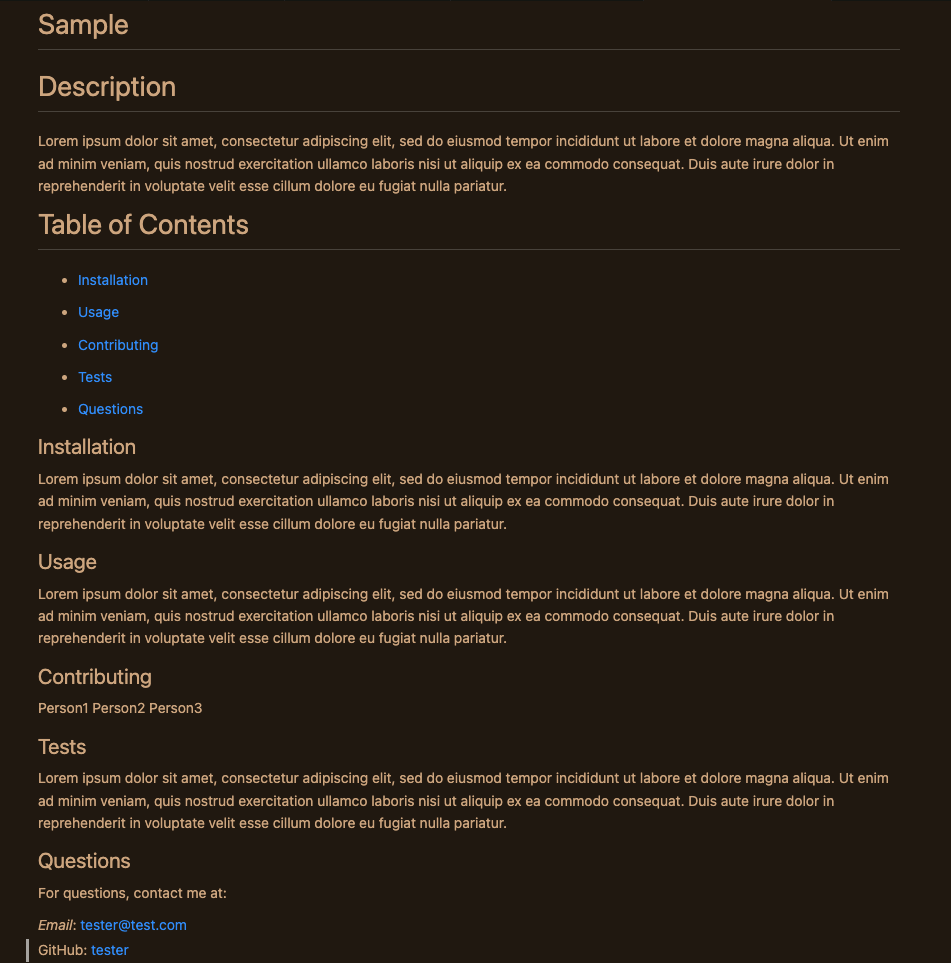 Sample
Description
Lorem ipsum dolor sit amet, consectetur adipiscing elit, sed do eiusmod tempor incididunt ut labore et dolore magna aliqua. Ut enim
ad minim veniam, quis nostrud exercitation ullamco laboris nisi ut aliquip ex ea commodo consequat. Duis aute irure dolor in
reprehenderit in voluptate velit esse cillum dolore eu fugiat nulla pariatur.
Table of Contents
• Installation
• Usage
• Contributing
• Tests
• Questions
Installation
Lorem ipsum dolor sit amet, consectetur adipiscing elit, sed do eiusmod tempor incididunt ut labore et dolore magna aliqua. Ut enim
ad minim veniam, quis nostrud exercitation ullamco laboris nisi ut aliquip ex ea commodo consequat. Duis aute irure dolor in
reprehenderit in voluptate velit esse cillum dolore eu fugiat nulla pariatur.
Usage
Lorem ipsum dolor sit amet, consectetur adipiscing elit, sed do eiusmod tempor incididunt ut labore et dolore magna aliqua. Ut enim
ad minim veniam, quis nostrud exercitation ullamco laboris nisi ut aliquip ex ea commodo consequat. Duis aute irure dolor in
reprehenderit in voluptate velit esse cillum dolore eu fugiat nulla pariatur.
Contributing
Person1 Person2 Person3
Tests
Lorem ipsum dolor sit amet, consectetur adipiscing elit, sed do eiusmod tempor incididunt ut labore et dolore magna aliqua. Ut enim
ad minim veniam, quis nostrud exercitation ullamco laboris nisi ut aliquip ex ea commodo consequat. Duis aute irure dolor in
reprehenderit in voluptate velit esse cillum dolore eu fugiat nulla pariatur.
Questions
For questions, contact me at:
Email: tester@test.com
GitHub: tester